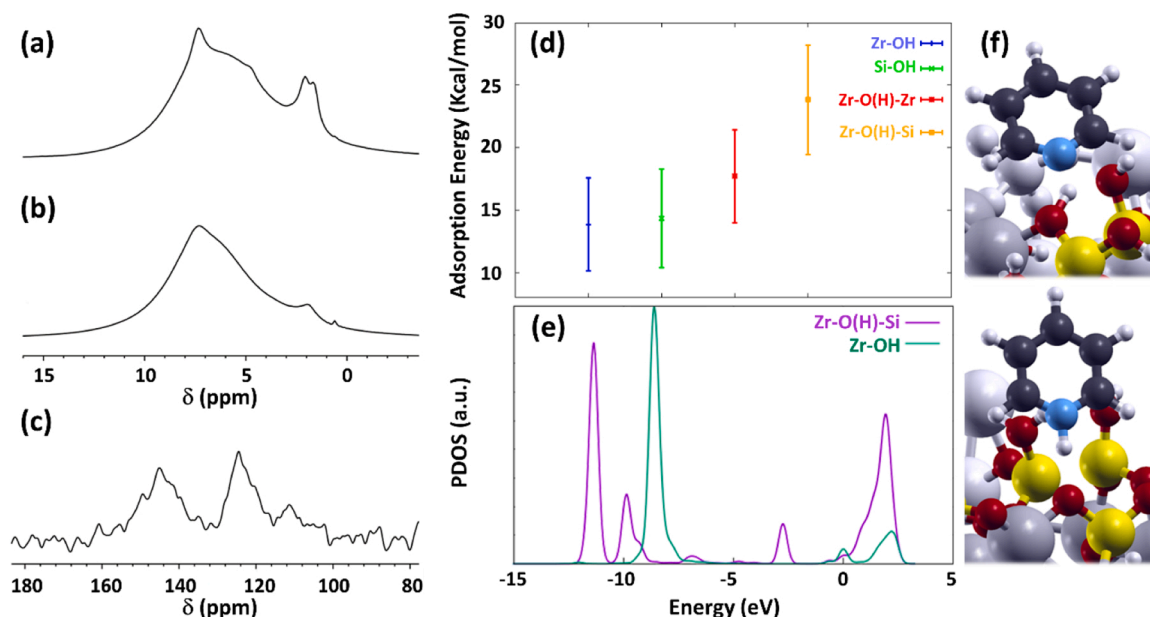 (a)
(b)
15 10 5 0
δ (ppm)
(c)
180 160 140 120 100 80
δ (ppm)
(d)
Adsorption Energy (Kcal/mol)
30
25
20
15
10
Zr-OH
Si-OH
Zr-O(H)-Zr
Zr-O(H)-Si
(e)
PDOS (a.u.)
Zr-O(H)-Si
Zr-OH
-15 -10 -5 0 5
Energy (eV)
(f)